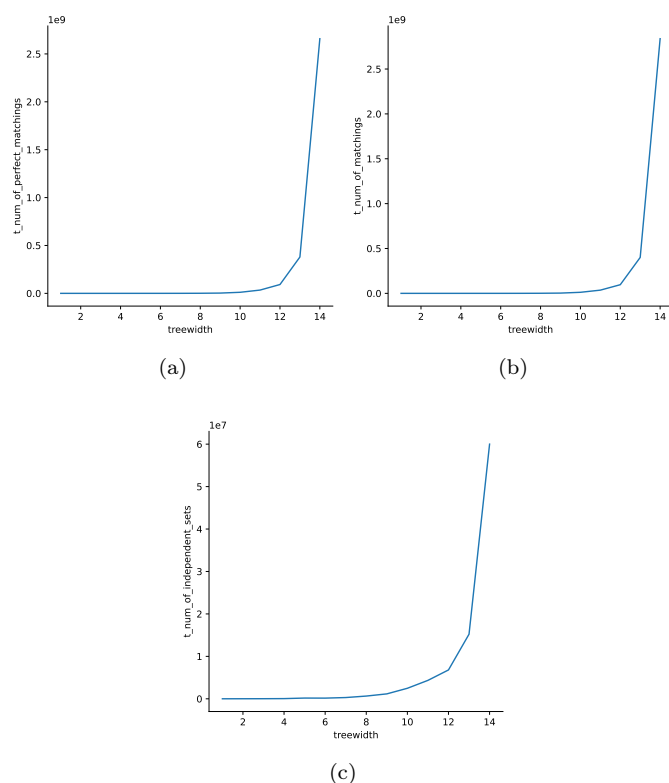 1e9
2.5
2.0
1.5
1.0
0.5
0.0
t_num_of_perfect_matchings
2 4 6 8 10 12 14
treewidth
(a)
1e9
2.5
2.0
1.5
1.0
0.5
0.0
t_num_of_matchings
2 4 6 8 10 12 14
treewidth
(b)
1e7
6
5
4
3
2
1
0
t_num_of_independent_sets
2 4 6 8 10 12 14
treewidth
(c)